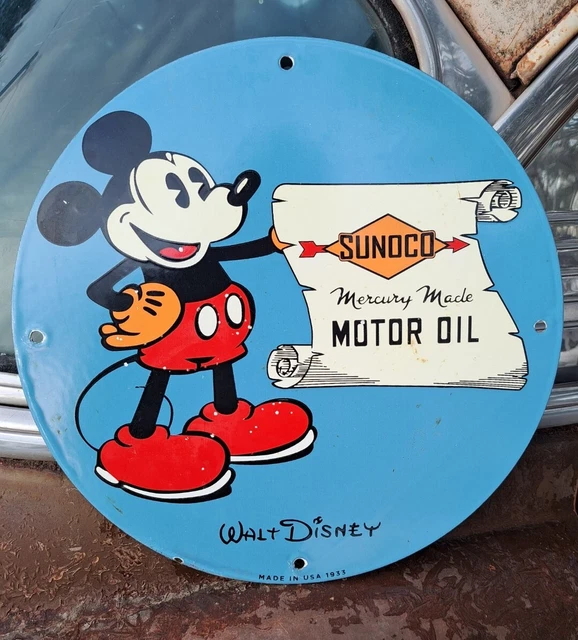 SUNOCO
Mercury Made
MOTOR OIL
WALT DISNEY
MADE IN USA 1933